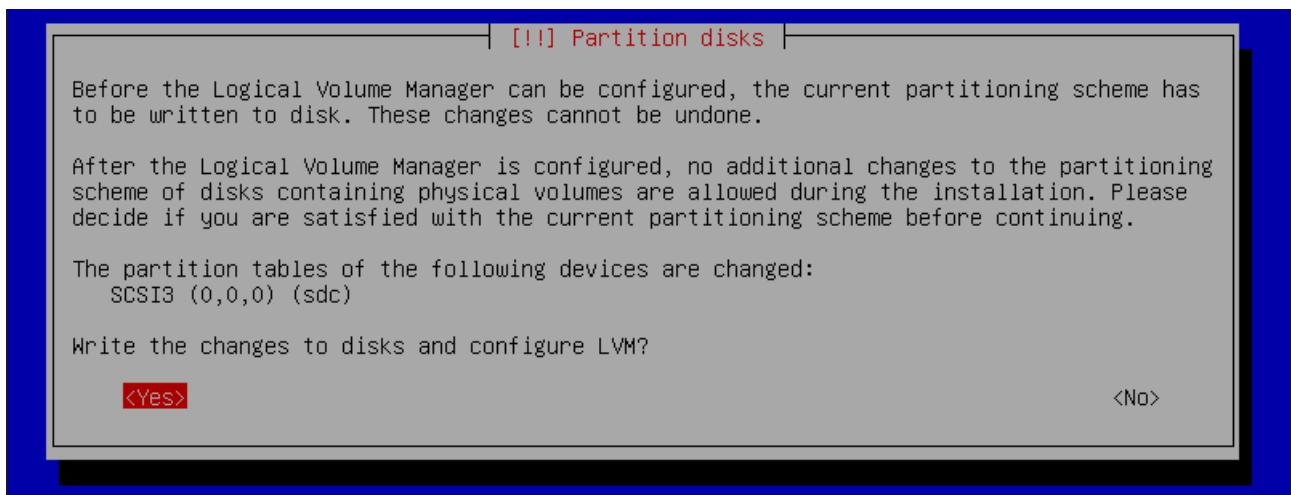 [!!] Partition disks
Before the Logical Volume Manager can be configured, the current partitioning scheme has
to be written to disk. These changes cannot be undone.
After the Logical Volume Manager is configured, no additional changes to the partitioning
scheme of disks containing physical volumes are allowed during the installation. Please
decide if you are satisfied with the current partitioning scheme before continuing.
The partition tables of the following devices are changed:
SCSI3 (0,0,0) (sdc)
Write the changes to disks and configure LVM?
<Yes> <No>